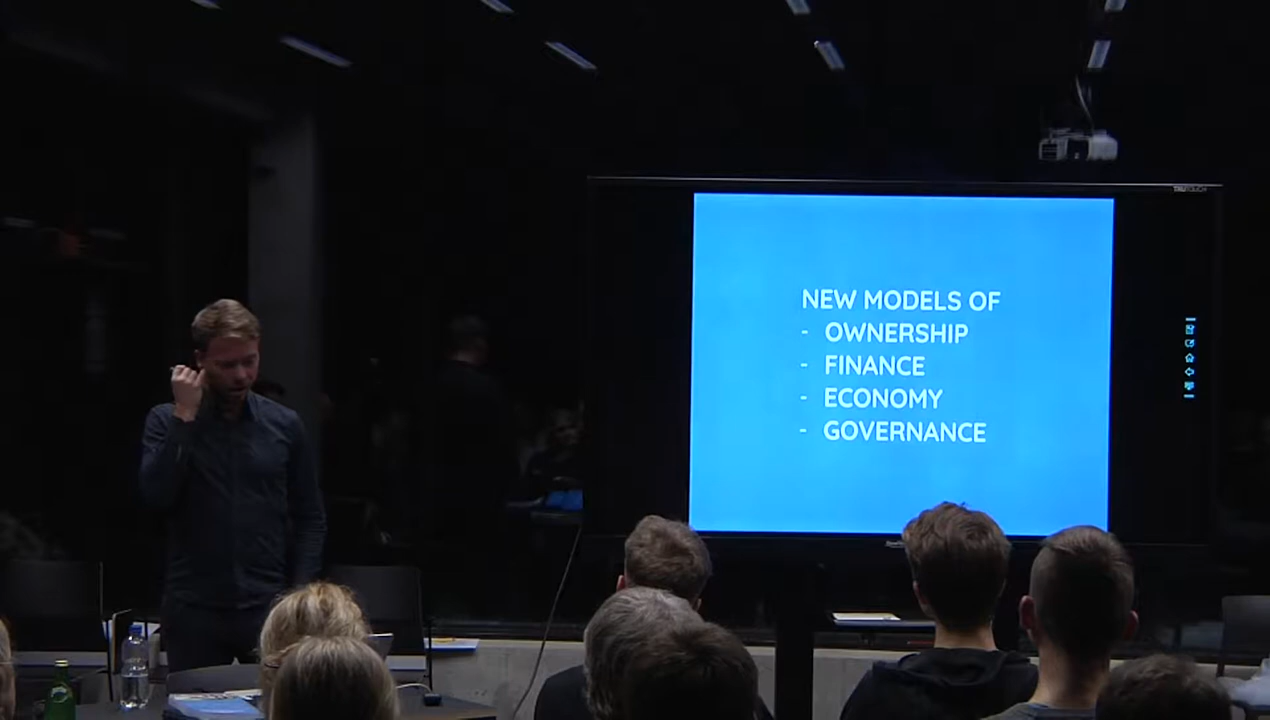 NEW MODELS OF
- OWNERSHIP
- FINANCE
- ECONOMY
- GOVERNANCE